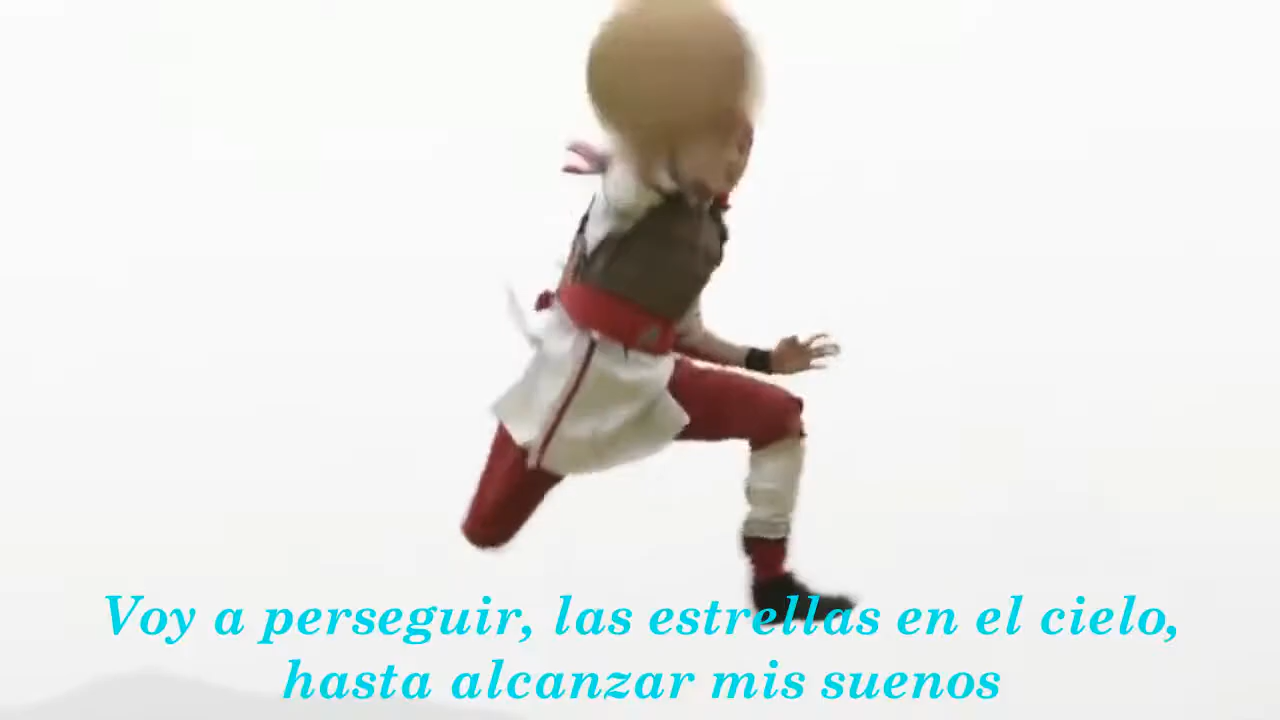 Voy a perseguir, las estrellas en el cielo,
hasta alcanzar mis suenos